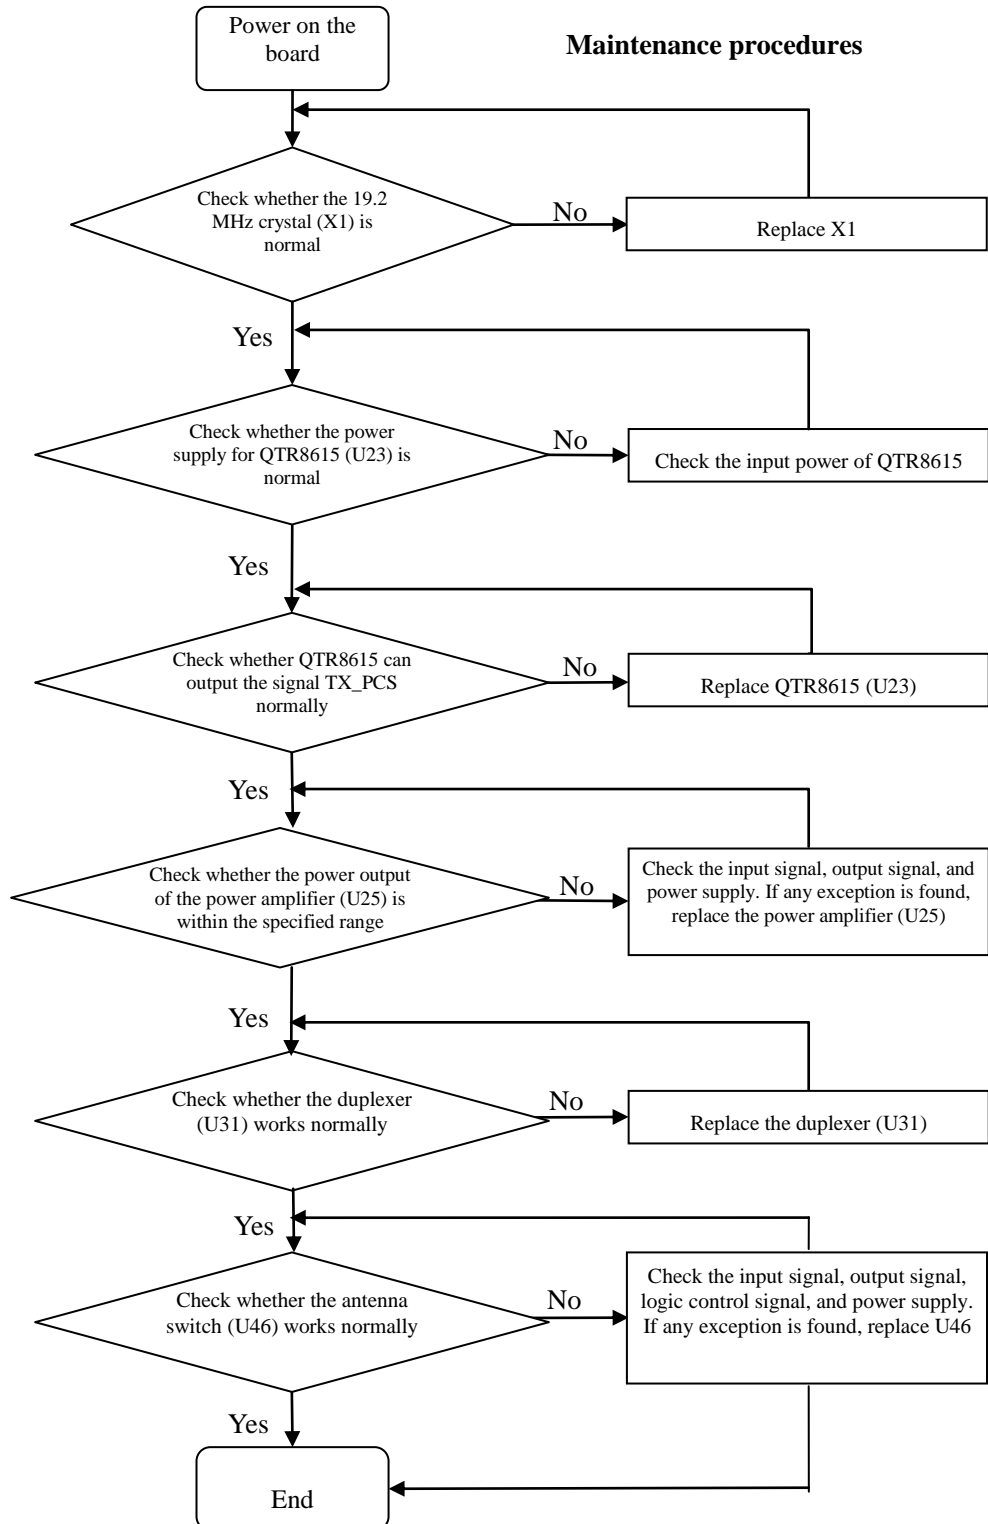 Power on the
board
Maintenance procedures
Check whether the 19.2
MHz crystal (X1) is
normal
No
Replace X1
Yes
Check whether the power
supply for QTR8615 (U23) is
normal
No
Check the input power of QTR8615
Yes
Check whether QTR8615 can
output the signal TX_PCS
normally
No
Replace QTR8615 (U23)
Yes
Check whether the power output
of the power amplifier (U25) is
within the specified range
No
Check the input signal, output signal, and
power supply. If any exception is found,
replace the power amplifier (U25)
Yes
Check whether the duplexer
(U31) works normally
No
Replace the duplexer (U31)
Yes
Check whether the antenna
switch (U46) works normally
No
Check the input signal, output signal,
logic control signal, and power supply.
If any exception is found, replace U46
Yes
End